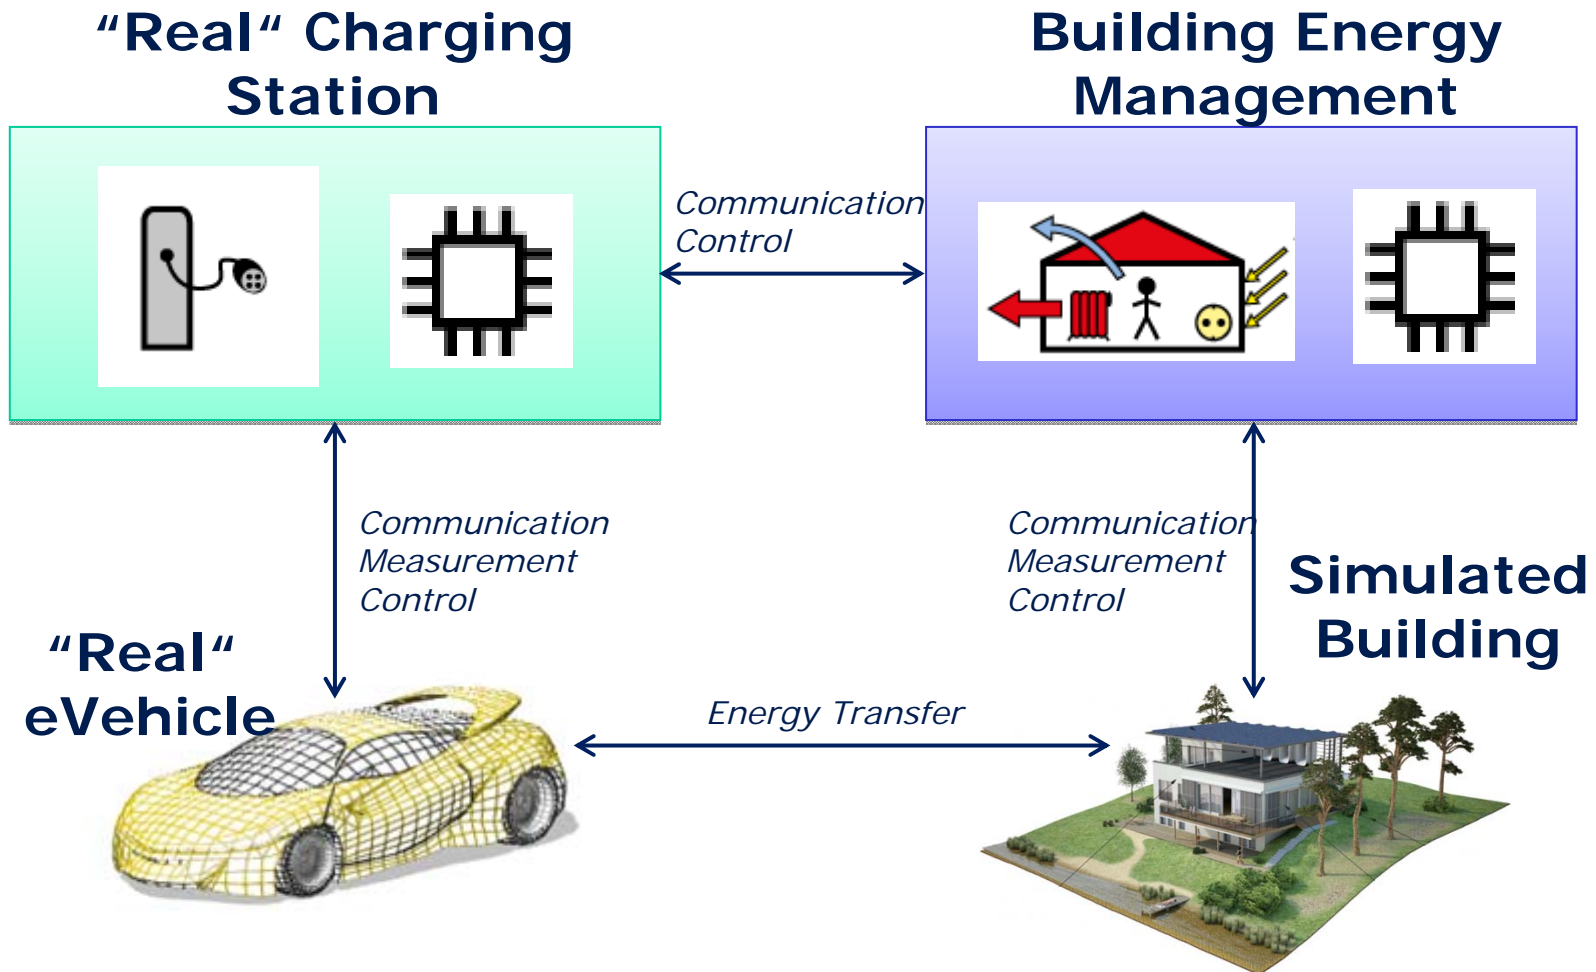 “Real“ Charging
Station
Building Energy
Management
Communication
Control
Communication
Measurement
Control
Communication
Measurement
Control
Simulated
Building
“Real“
eVehicle
Energy Transfer